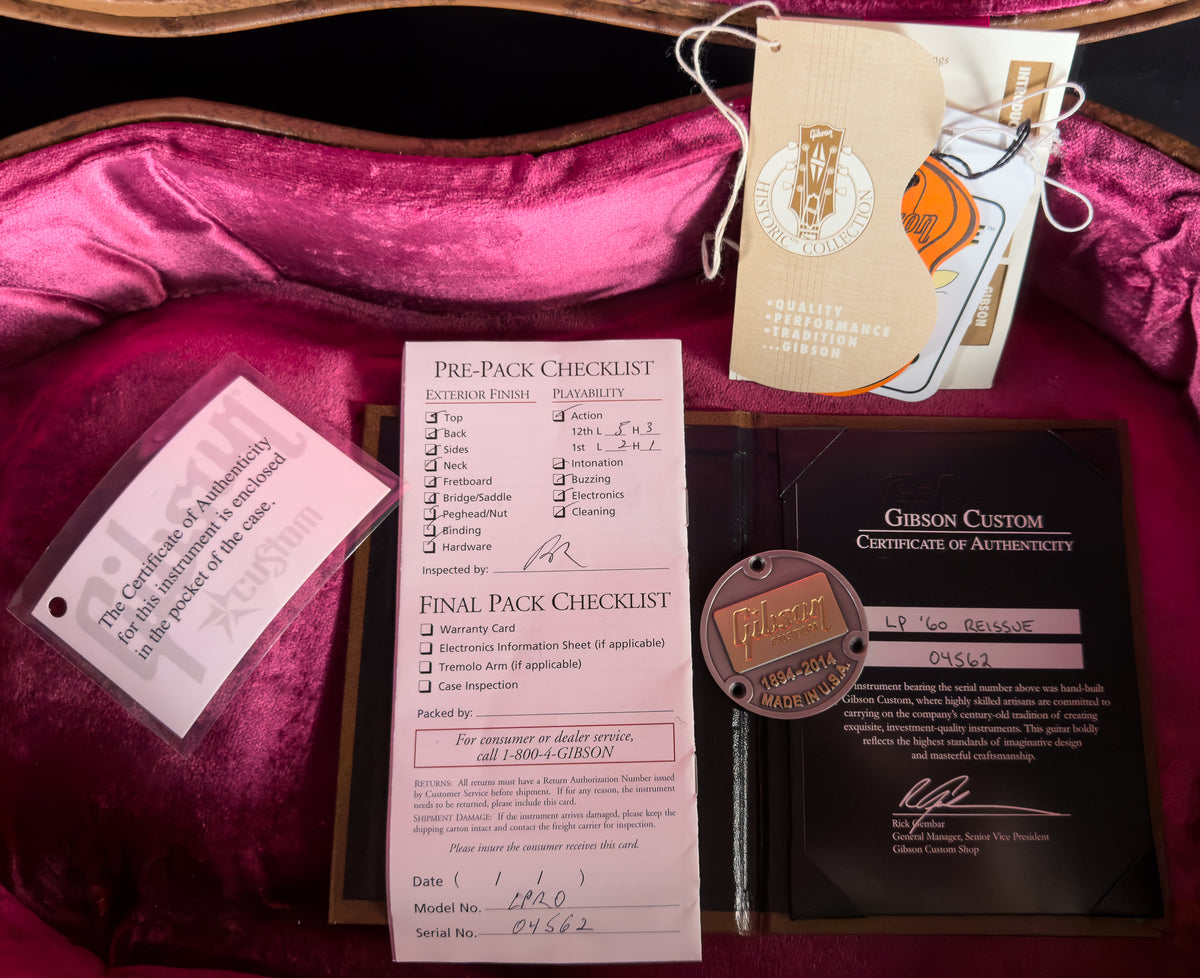 Gibson
HISTORIC COLLECTION
•QUALITY
•PERFORMANCE
•TRADITION
...GIBSON
ngs
INTRODUC
GIBSON
son
Gibson
Custom
The Certificate of Authenticity
for this instrument is enclosed
in the pocket of the case.
PRE-PACK CHECKLIST
EXTERIOR FINISH
Top
Back
Sides
Neck
Fretboard
Bridge/Saddle
Peghead/Nut
Binding
Hardware
PLAYABILITY
Action
12th L 5 H 3
1st L 2 H 1
Intonation
Buzzing
Electronics
Cleaning
Inspected by:
FINAL PACK CHECKLIST
Warranty Card
Electronics Information Sheet (if applicable)
Tremolo Arm (if applicable)
Case Inspection
Packed by:
For consumer or dealer service,
call 1-800-4-GIBSON
RETURNS: All returns must have a Return Authorization Number issued
by Customer Service before shipment. If for any reason, the instrument
needs to be returned, please include this card.
SHIPMENT DAMAGE: If the instrument arrives damaged, please keep the
shipping carton intact and contact the freight carrier for inspection.
Please insure the consumer receives this card.
Date ( / / )
Model No. LPR0
Serial No. 04562
Gibson
CUSTOM
1894-2014
MADE IN U.S.A.
GIBSON CUSTOM
CERTIFICATE OF AUTHENTICITY
LP '60 REISSUE
04562
instrument bearing the serial number above was hand-built
Gibson Custom, where highly skilled artisans are committed to
carrying on the company's century-old tradition of creating
exquisite, investment-quality instruments. This guitar boldly
reflects the highest standards of imaginative design
and masterful craftsmanship.
Rick Gembar
General Manager, Senior Vice President
Gibson Custom Shop